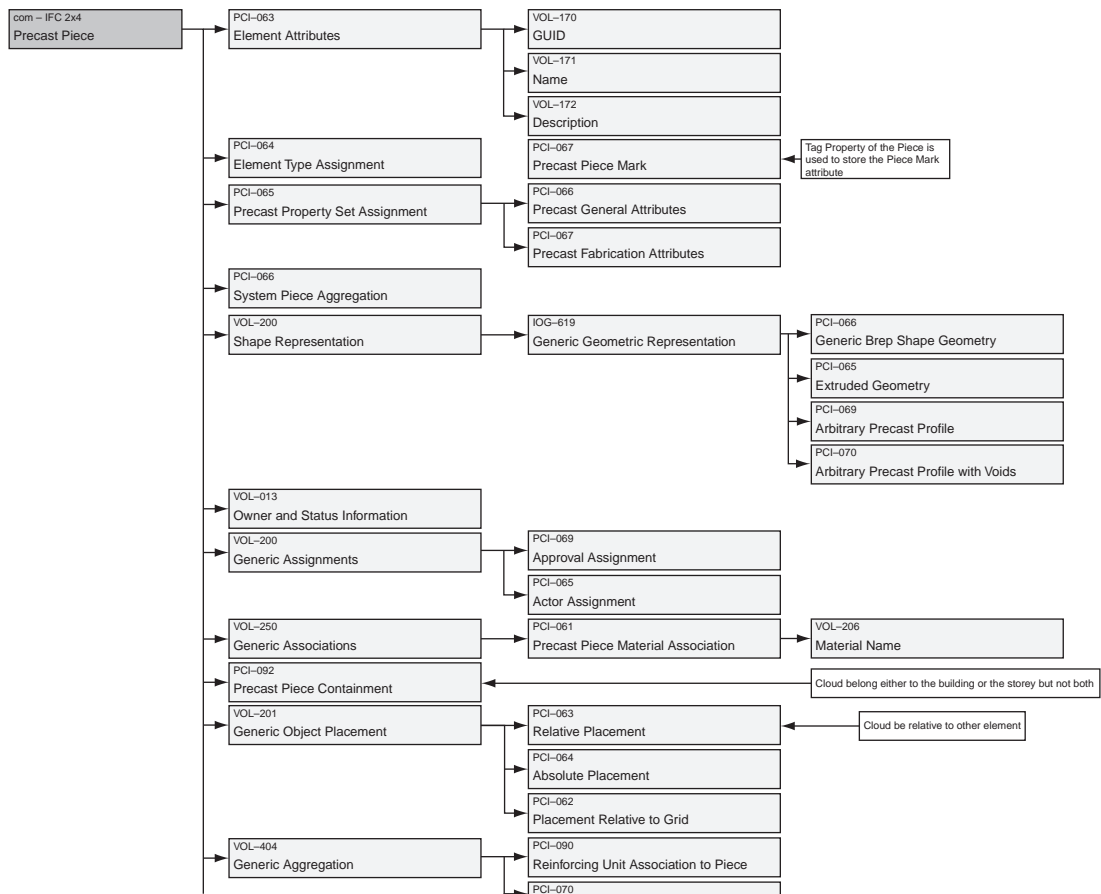 com – IFC 2x4
Precast Piece
PCI–063
Element Attributes
VOL–170
GUID
VOL–171
Name
VOL–172
Description
PCI–064
Element Type Assignment
PCI–067
Precast Piece Mark
Tag Property of the Piece is
used to store the Piece Mark
attribute
PCI–065
Precast Property Set Assignment
PCI–066
Precast General Attributes
PCI–067
Precast Fabrication Attributes
PCI–066
System Piece Aggregation
VOL–200
Shape Representation
IOG–619
Generic Geometric Representation
PCI–066
Generic Brep Shape Geometry
PCI–065
Extruded Geometry
PCI–069
Arbitrary Precast Profile
PCI–070
Arbitrary Precast Profile with Voids
VOL–013
Owner and Status Information
VOL–200
Generic Assignments
PCI–069
Approval Assignment
PCI–065
Actor Assignment
VOL–250
Generic Associations
PCI–061
Precast Piece Material Association
VOL–206
Material Name
PCI–092
Precast Piece Containment
Cloud belong either to the building or the storey but not both
VOL–201
Generic Object Placement
PCI–063
Relative Placement
Cloud be relative to other element
PCI–064
Absolute Placement
PCI–062
Placement Relative to Grid
VOL–404
Generic Aggregation
PCI–090
Reinforcing Unit Association to Piece
PCI–070